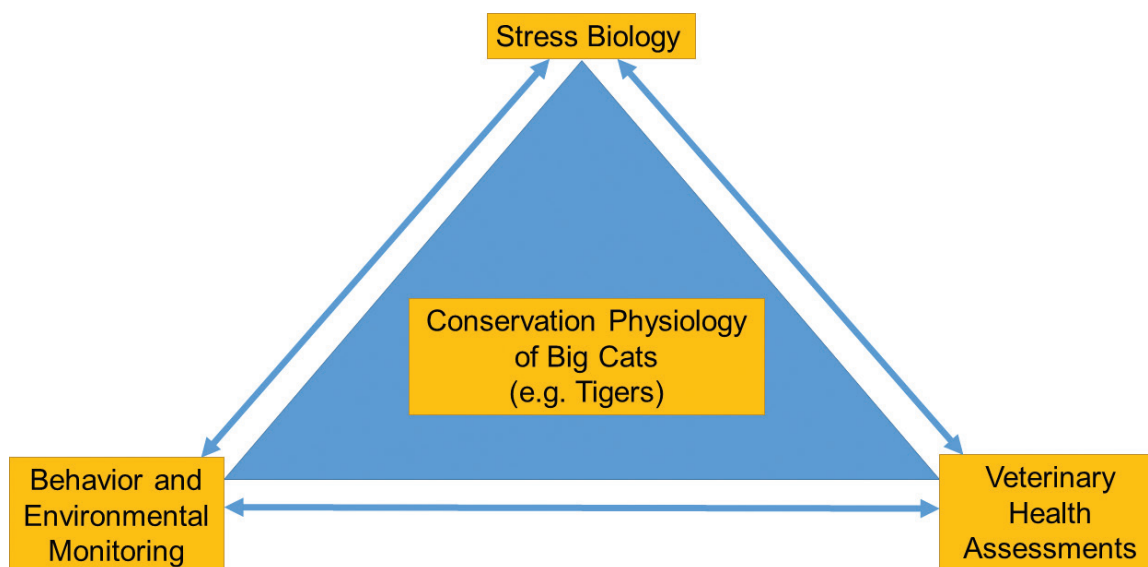 Stress Biology
Conservation Physiology
of Big Cats
(e.g. Tigers)
Behavior and
Environmental
Monitoring
Veterinary
Health
Assessments